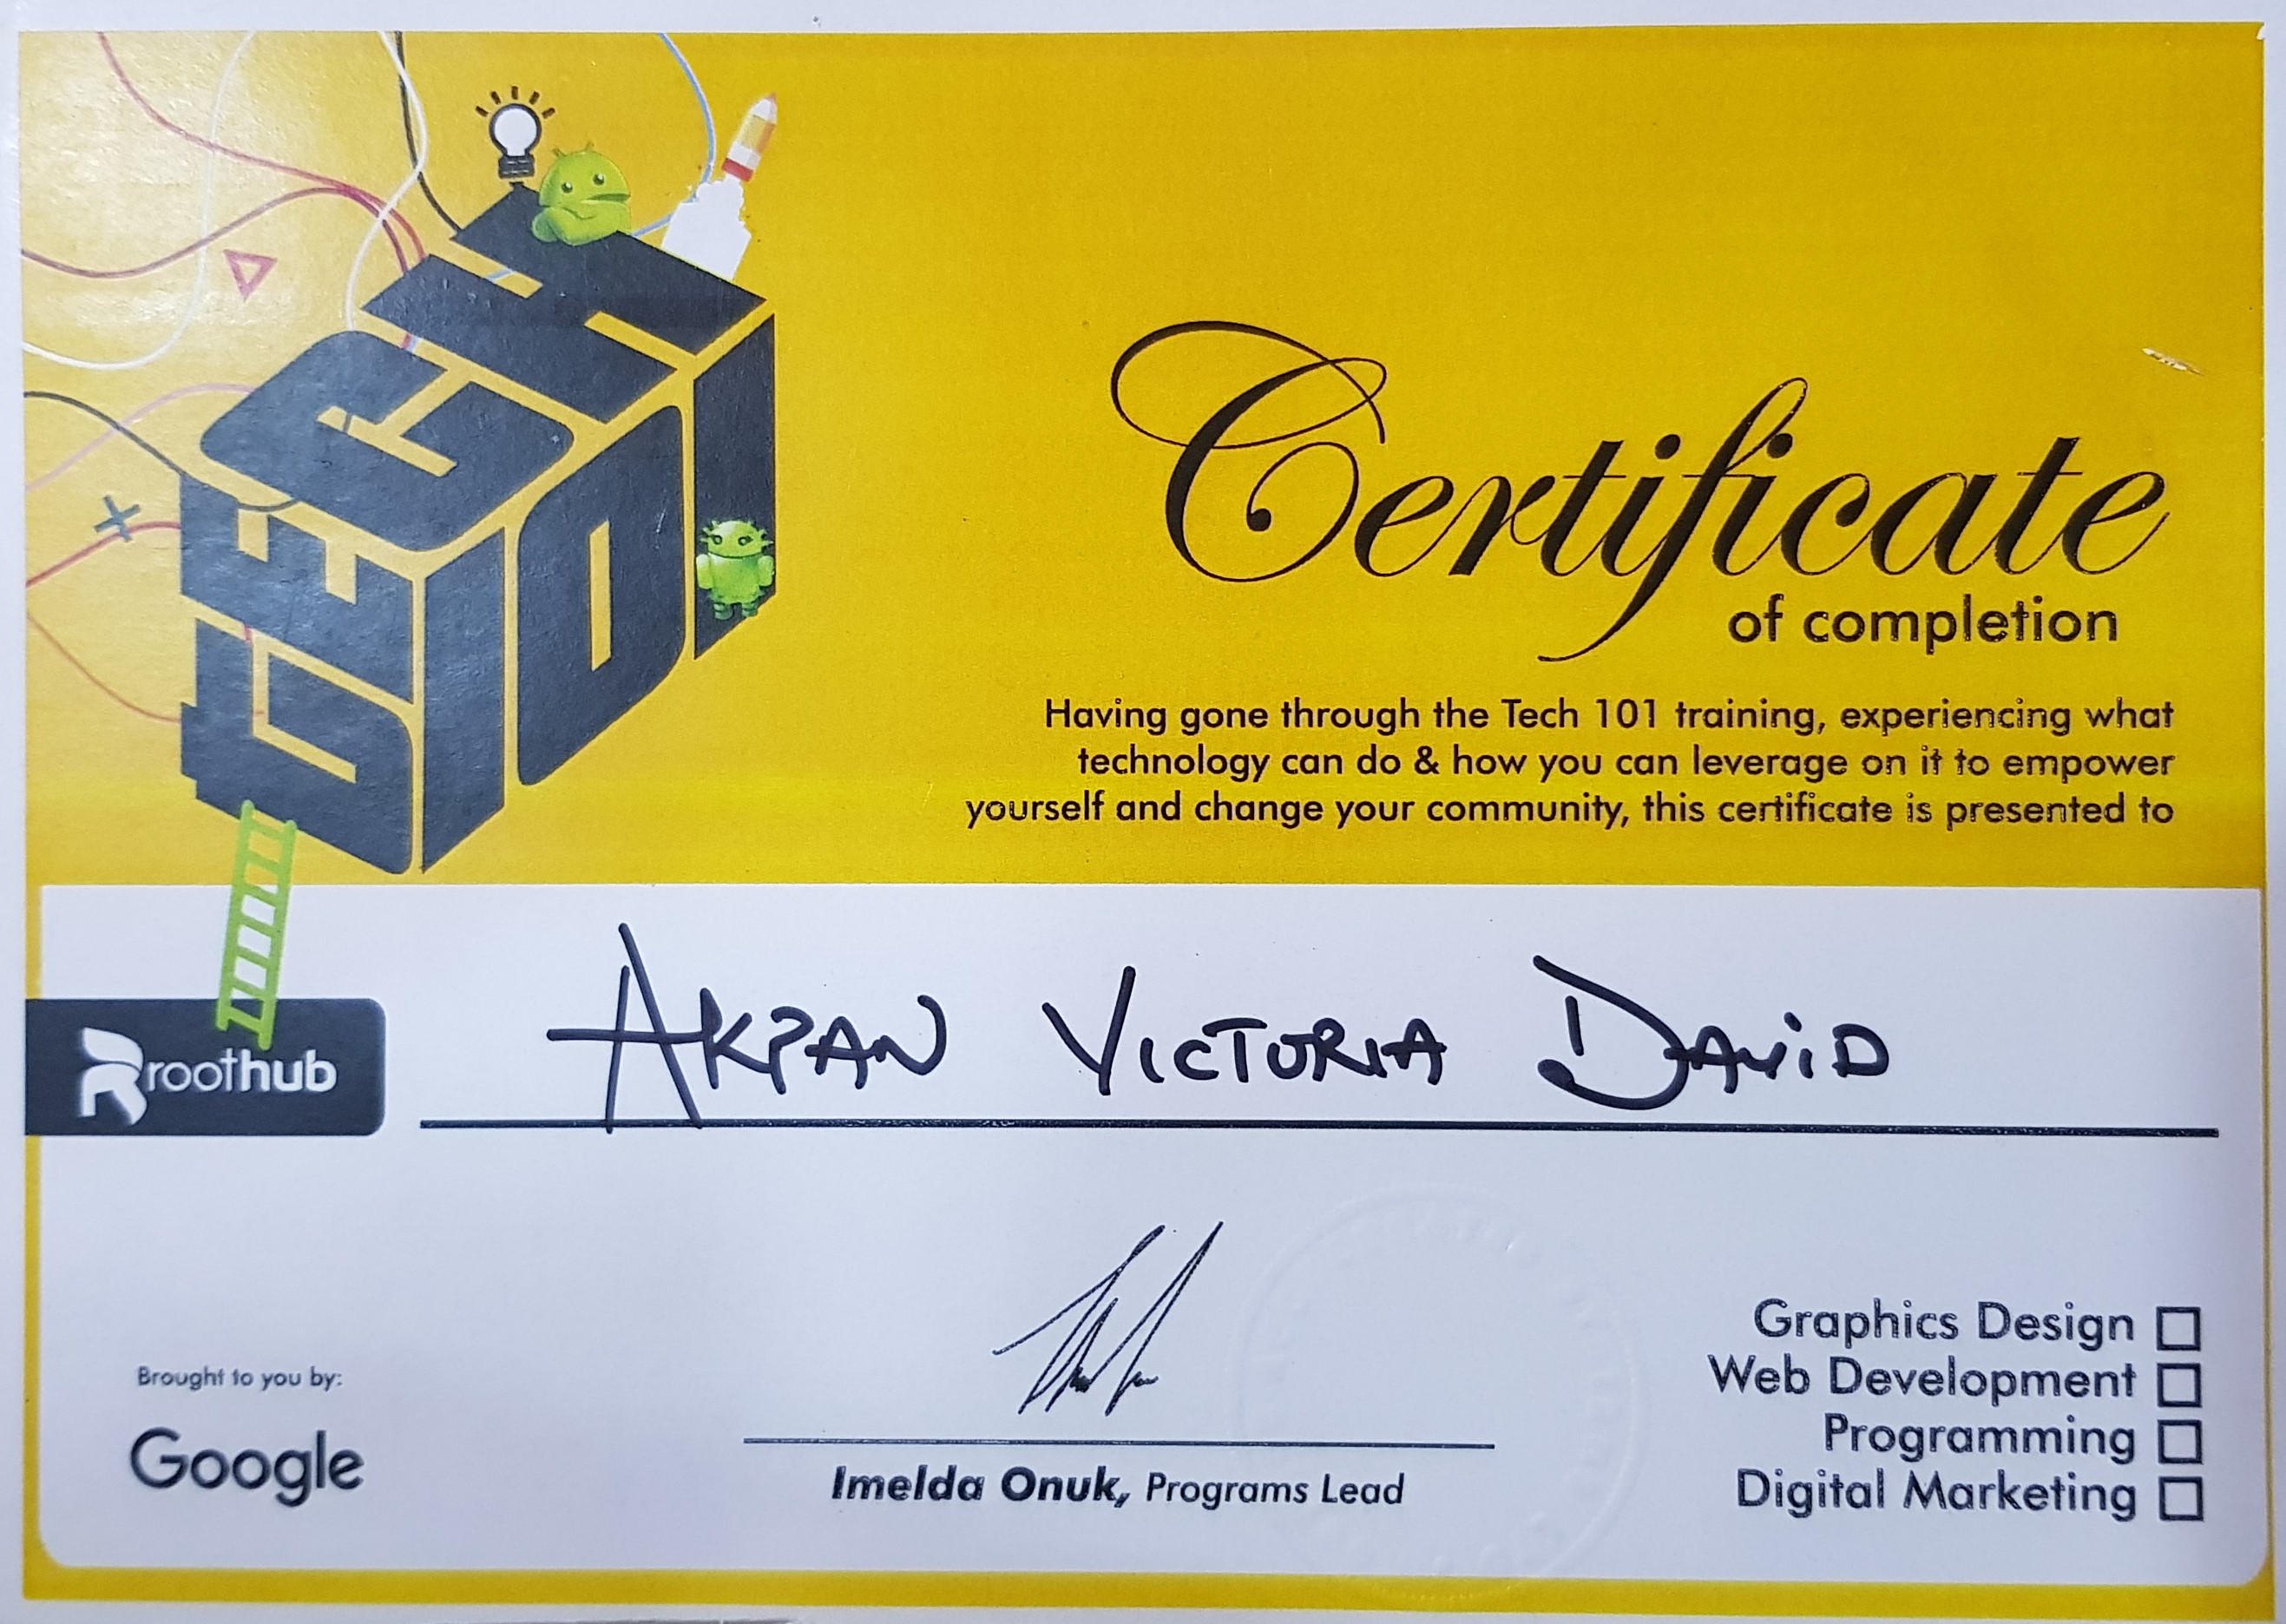 TECH
101
Certificate
of completion
Having gone through the Tech 101 training, experiencing what
technology can do & how you can leverage on it to empower
yourself and change your community, this certificate is presented to
roothub
AKPAN VICTORIA DAVID
Brought to you by:
Google
Imelda Onuk, Programs Lead
Graphics Design
Web Development
Programming
Digital Marketing